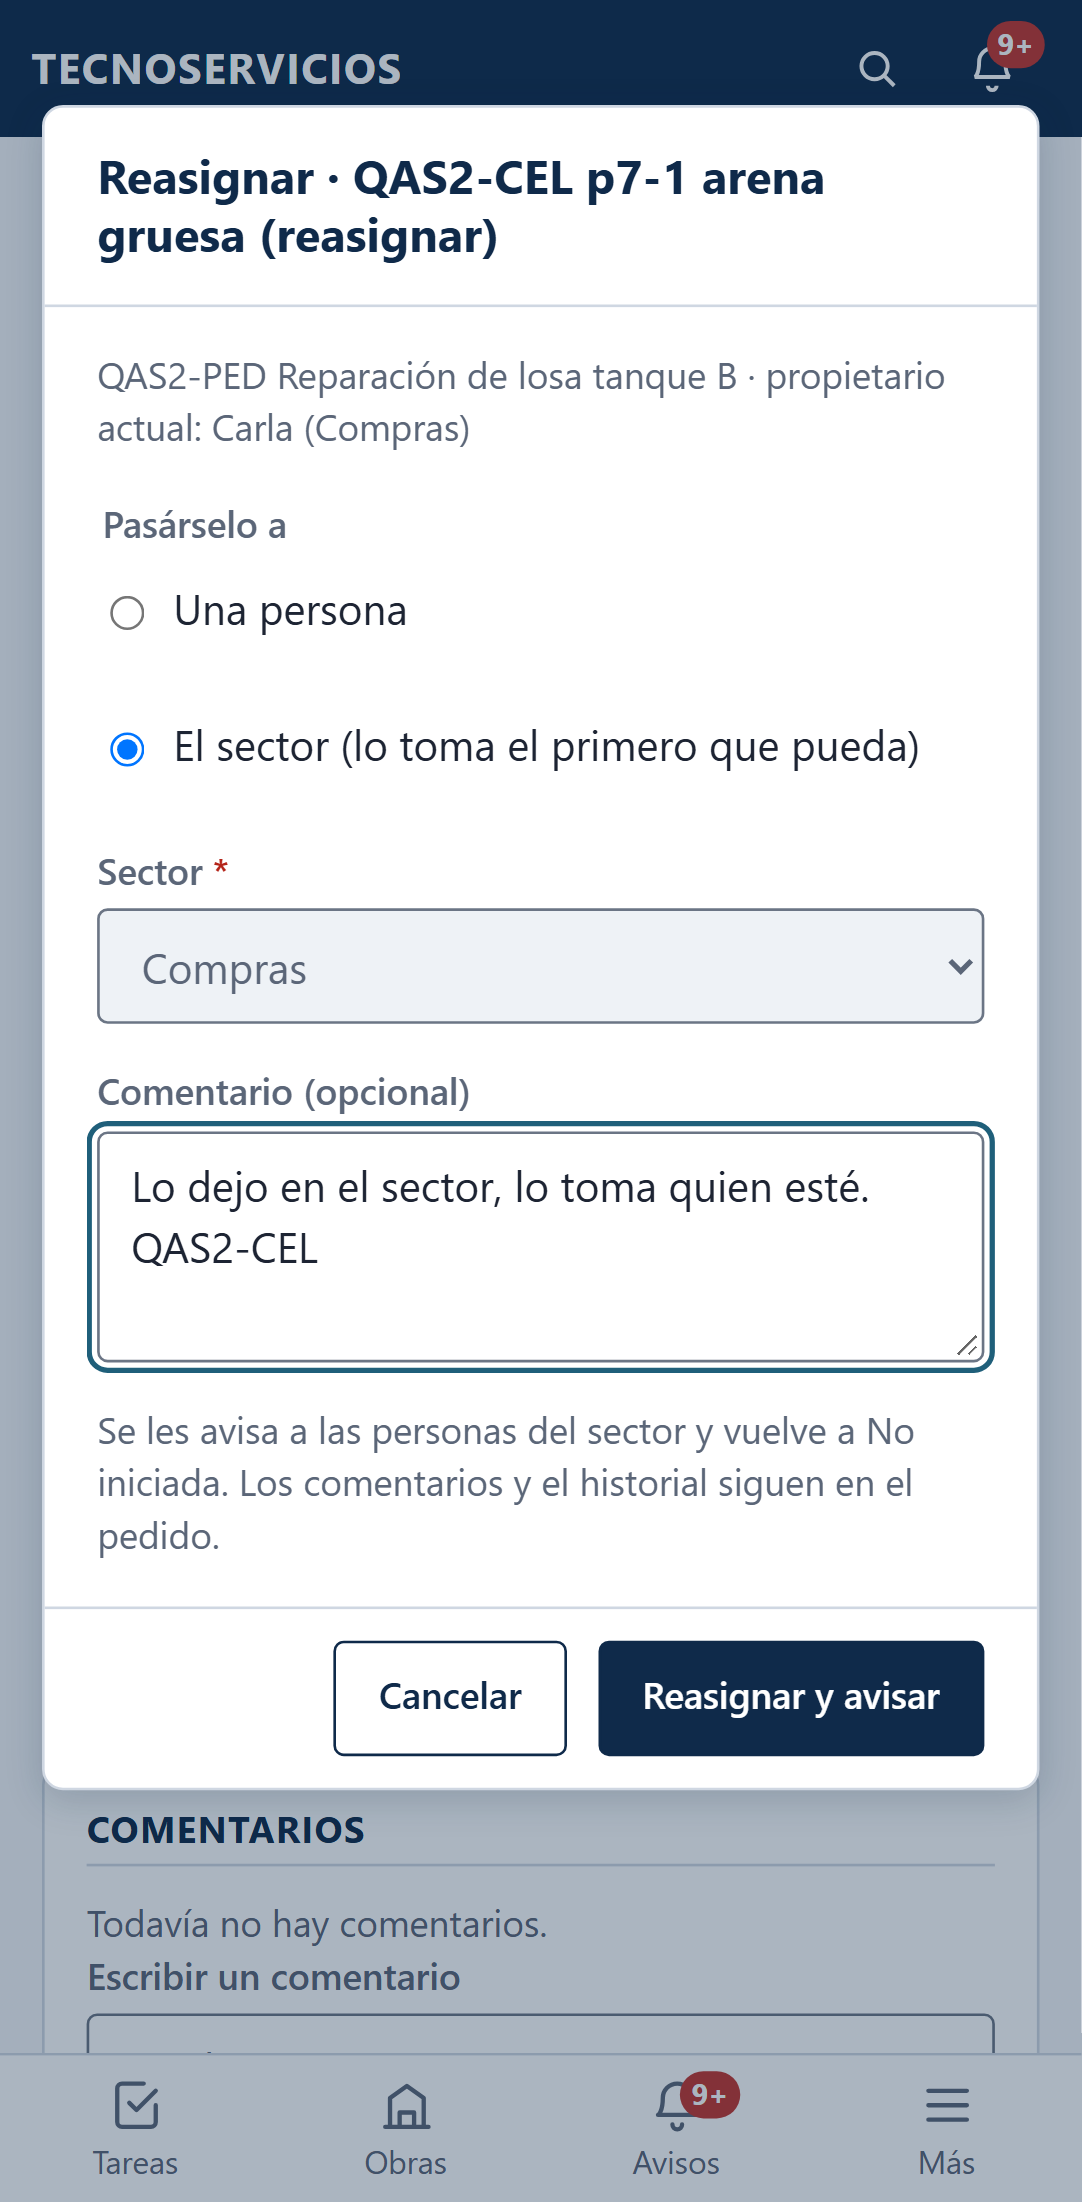 TECNOSERVICIOS
9+
Reasignar · QAS2-CEL p7-1 arena
gruesa (reasignar)
QAS2-PED Reparación de losa tanque B · propietario
actual: Carla (Compras)
Pasárselo a
Una persona
El sector (lo toma el primero que pueda)
Sector *
Compras
Comentario (opcional)
Lo dejo en el sector, lo toma quien esté.
QAS2-CEL
Se les avisa a las personas del sector y vuelve a No
iniciada. Los comentarios y el historial siguen en el
pedido.
Cancelar
Reasignar y avisar
COMENTARIOS
Todavía no hay comentarios.
Escribir un comentario
9+
Tareas
Obras
Avisos
Más